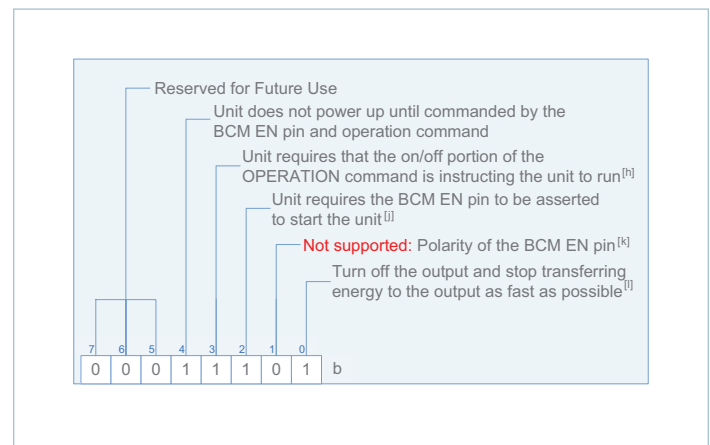 Reserved for Future Use
Unit does not power up until commanded by the
BCM EN pin and operation command
Unit requires that the on/off portion of the
OPERATION command is instructing the unit to run[h]
Unit requires the BCM EN pin to be asserted
to start the unit[j]
Not supported: Polarity of the BCM EN pin[k]
Turn off the output and stop transferring
energy to the output as fast as possible[l]
7 6 5 4 3 2 1 0
0 0 0 1 1 1 0 1 b